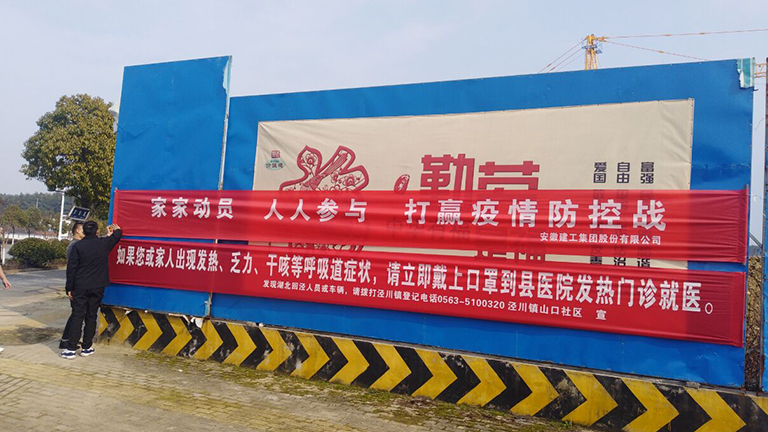 勤劳
富强
自由
爱国
家家动员 人人参与 打赢疫情防控战
安徽建工集团股份有限公司
如果您或家人出现发热、乏力、干咳等呼吸道症状，请立即戴上口罩到县医院发热门诊就医。
发现湖北回泾人员或车辆，请拨打泾川镇登记电话0563-5100320 泾川镇山口社区 宣